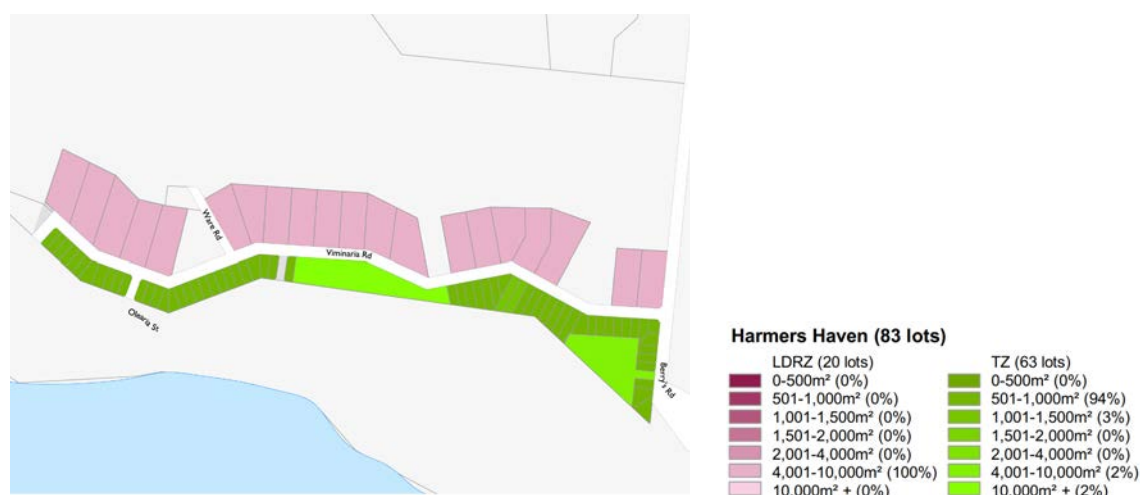 Ware Rd
Viminaria Rd
Olearia St
Berry's Rd
Harmers Haven (83 lots)
LDRZ (20 lots)
0-500m² (0%)
501-1,000m² (0%)
1,001-1,500m² (0%)
1,501-2,000m² (0%)
2,001-4,000m² (0%)
4,001-10,000m² (100%)
10,000m² + (0%)
TZ (63 lots)
0-500m² (0%)
501-1,000m² (94%)
1,001-1,500m² (3%)
1,501-2,000m² (0%)
2,001-4,000m² (0%)
4,001-10,000m² (2%)
10,000m² + (2%)